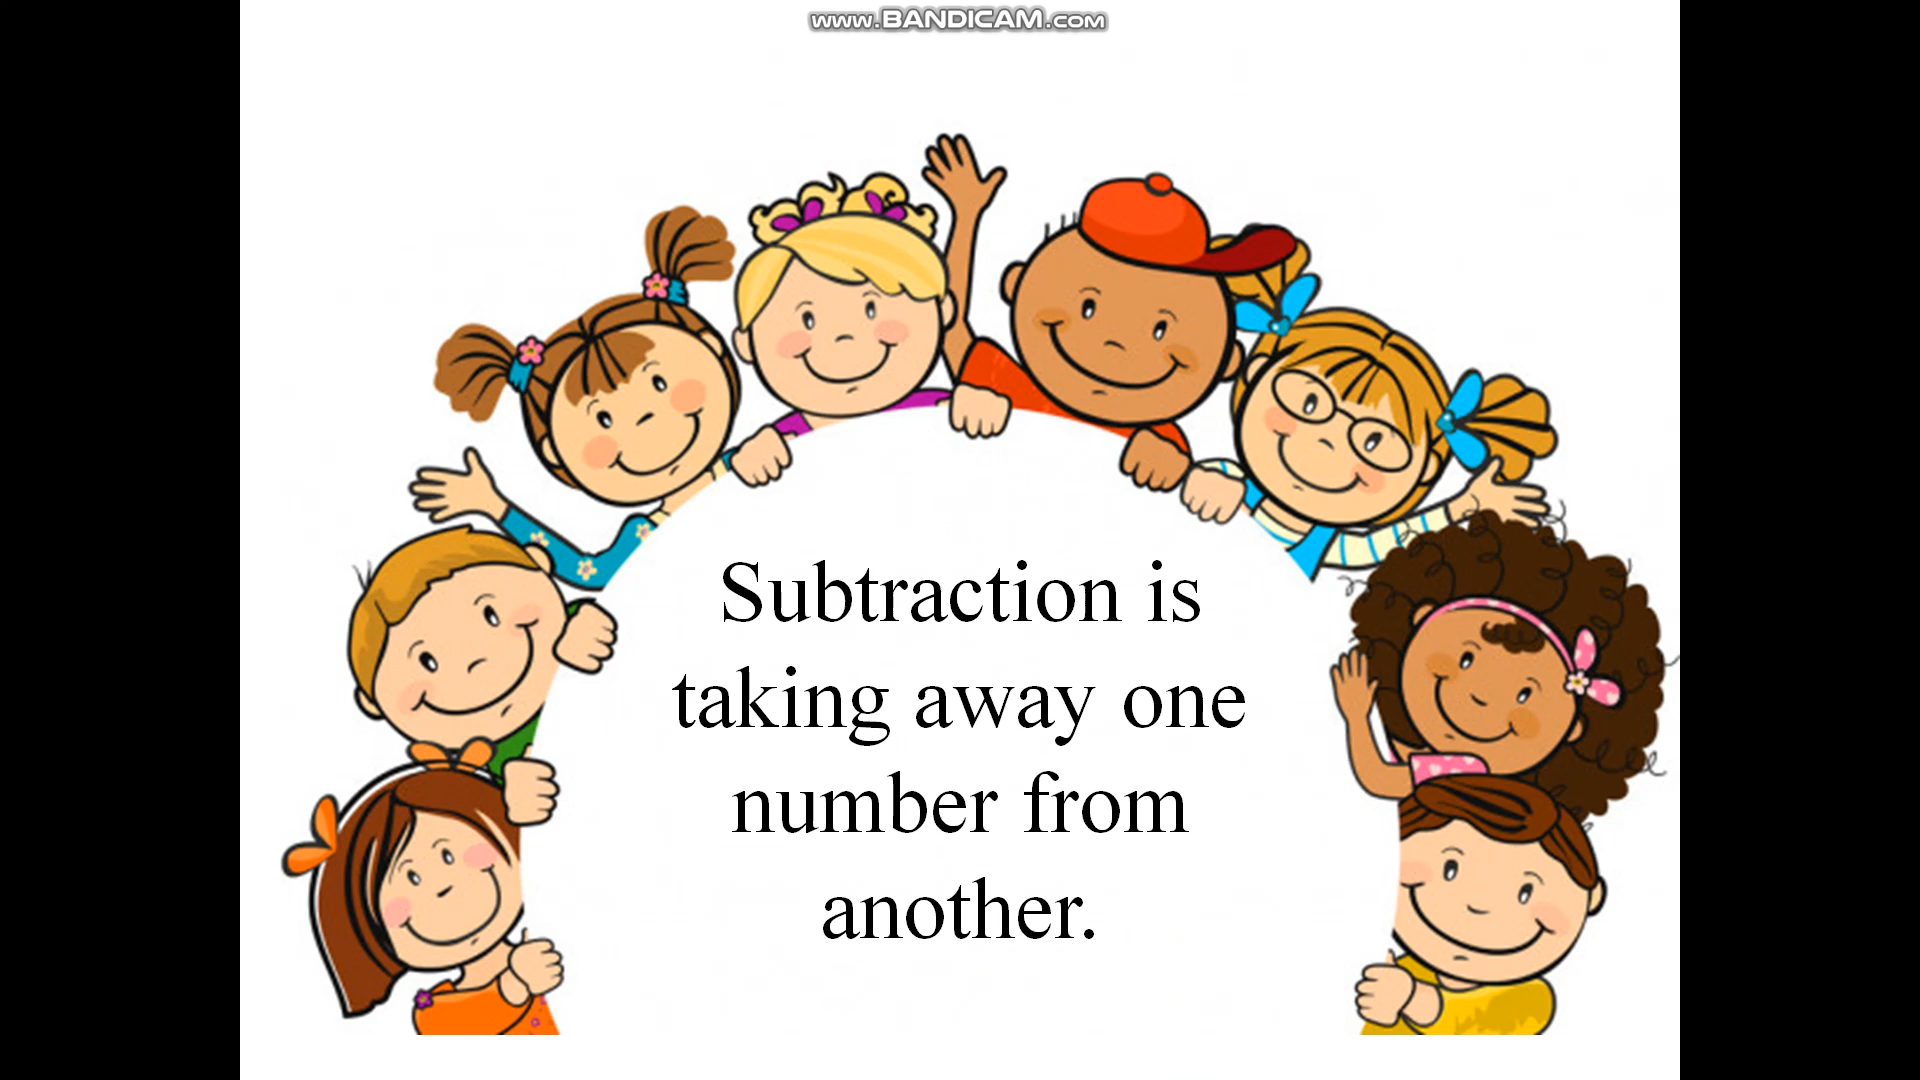 www.BANDICAM.com
Subtraction is
taking away one
number from
another.